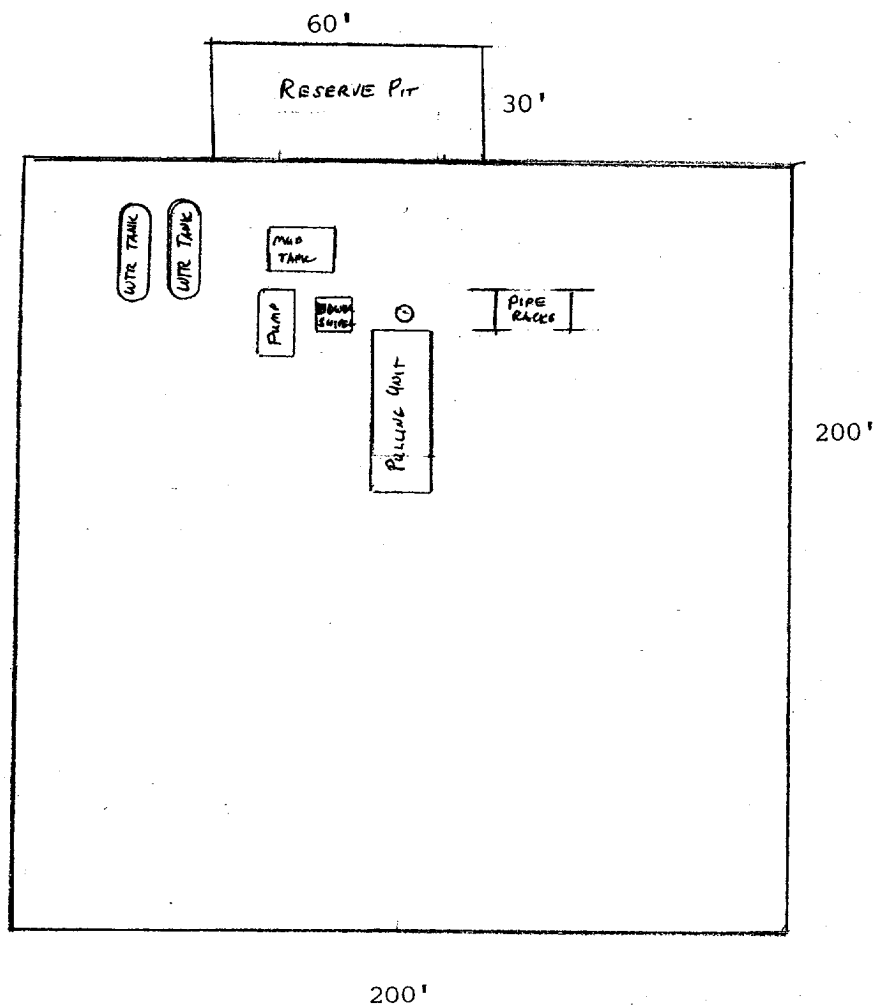 60'
RESERVE PIT
30'
WTR TANK
WTR TANK
MUD
TANK
PUMP
PIPE
RACKS
PULLING UNIT
200'
200'